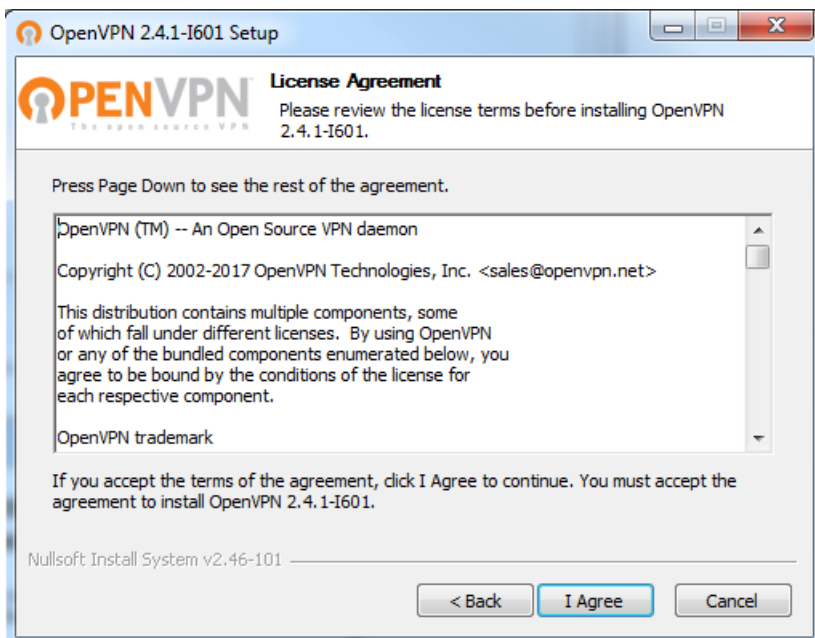 OpenVPN 2.4.1-I601 Setup
OPENVPN
The open source VPN
License Agreement
Please review the license terms before installing OpenVPN
2.4.1-I601.
Press Page Down to see the rest of the agreement.
OpenVPN (TM) -- An Open Source VPN daemon
Copyright (C) 2002-2017 OpenVPN Technologies, Inc. <sales@openvpn.net>
This distribution contains multiple components, some
of which fall under different licenses.  By using OpenVPN
or any of the bundled components enumerated below, you
agree to be bound by the conditions of the license for
each respective component.
OpenVPN trademark
If you accept the terms of the agreement, click I Agree to continue. You must accept the
agreement to install OpenVPN 2.4.1-I601.
Nullsoft Install System v2.46-101
< Back I Agree Cancel